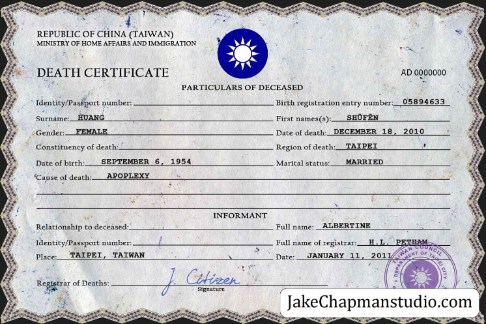 REPUBLIC OF CHINA (TAIWAN)
MINISTRY OF HOME AFFAIRS AND IMMIGRATION
DEATH CERTIFICATE
AD 0000000
PARTICULARS OF DECEASED
Identity/Passport number: Birth registration entry number: 05894633
Surname: HUANG First names(s): SHŬFĒN
Gender: FEMALE Date of death: DECEMBER 18, 2010
Constituency of death: Region of death: TAIPEI
Date of birth: SEPTEMBER 6, 1954 Marital status: MARRIED
Cause of death: APOPLEXY
INFORMANT
Relationship to deceased: Full name: ALBERTINE
Identity/Passport number: Full name of registrar: H.L. PETHAM
Place: TAIPEI, TAIWAN Date: JANUARY 11, 2011
Registrar of Deaths: J. Citizen
Signature
JakeChapmanstudio.com